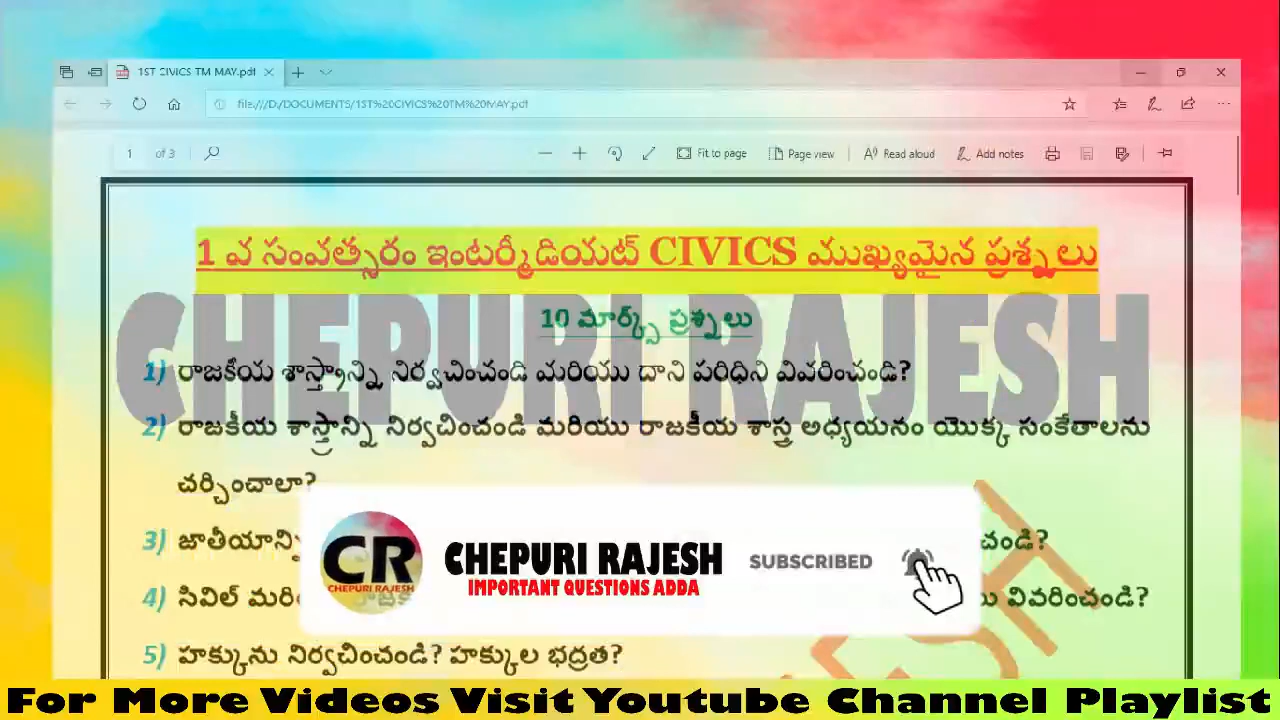 1ST CIVICS TM MAY.pdf
file:///D:/DOCUMENTS/1ST%20CIVICS%20TM%20MAY.pdf
1 of 3 Fit to page Page view Read aloud Add notes
1 వ సంవత్సరం ఇంటర్మీడియట్ CIVICS ముఖ్యమైన ప్రశ్నలు
CHEPURI RAJESH
10 మార్క్స్ ప్రశ్నలు
1) రాజకీయ శాస్త్రాన్ని నిర్వచించండి మరియు దాని పరిధిని వివరించండి?
2) రాజకీయ శాస్త్రాన్ని నిర్వచించండి మరియు రాజకీయ శాస్త్ర అధ్యయనం యొక్క సంకేతాలను
చర్చించాలా?
3) జాతీయాన్ని చండి?
4) సివిల్ మరి వివరించండి?
CR
CHEPURI RAJESH
CHEPURI RAJESH
IMPORTANT QUESTIONS ADDA
SUBSCRIBED
5) హక్కును నిర్వచించండి? హక్కుల భద్రత?
For More Videos Visit Youtube Channel Playlist